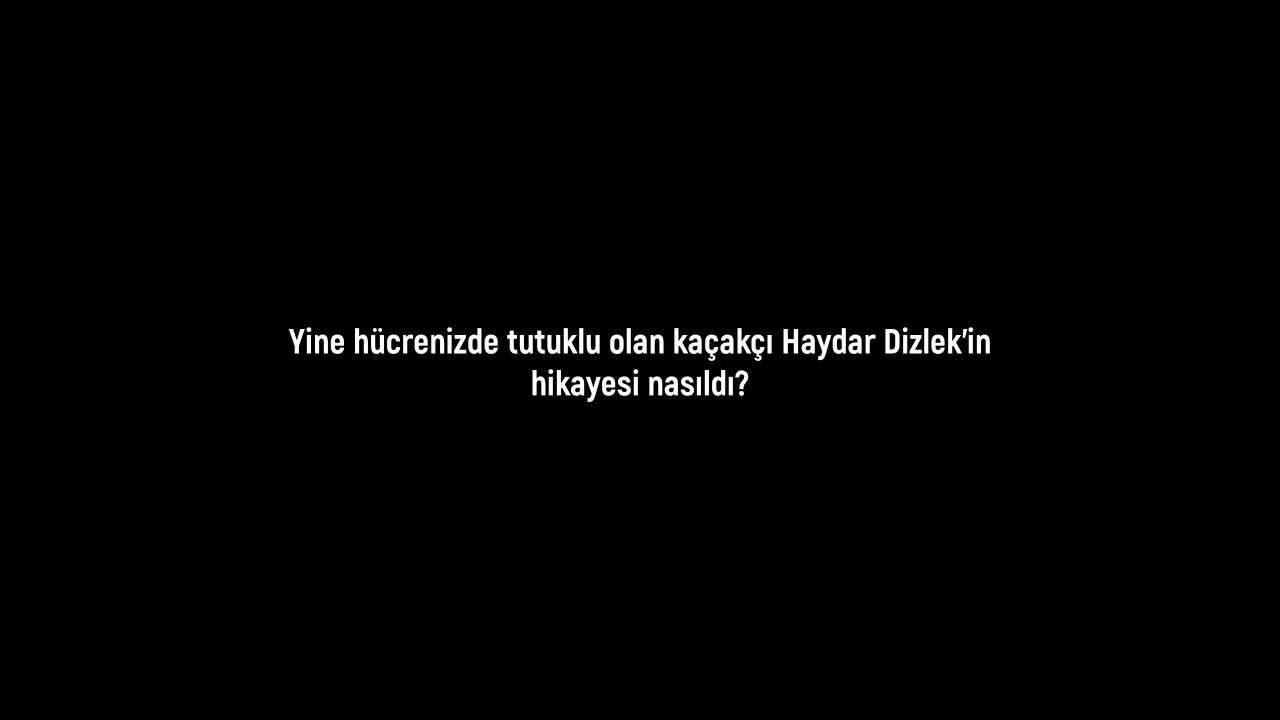 Yine hücrenizde tutuklu olan kaçakçı Haydar Dizlek'in
hikayesi nasıldı?